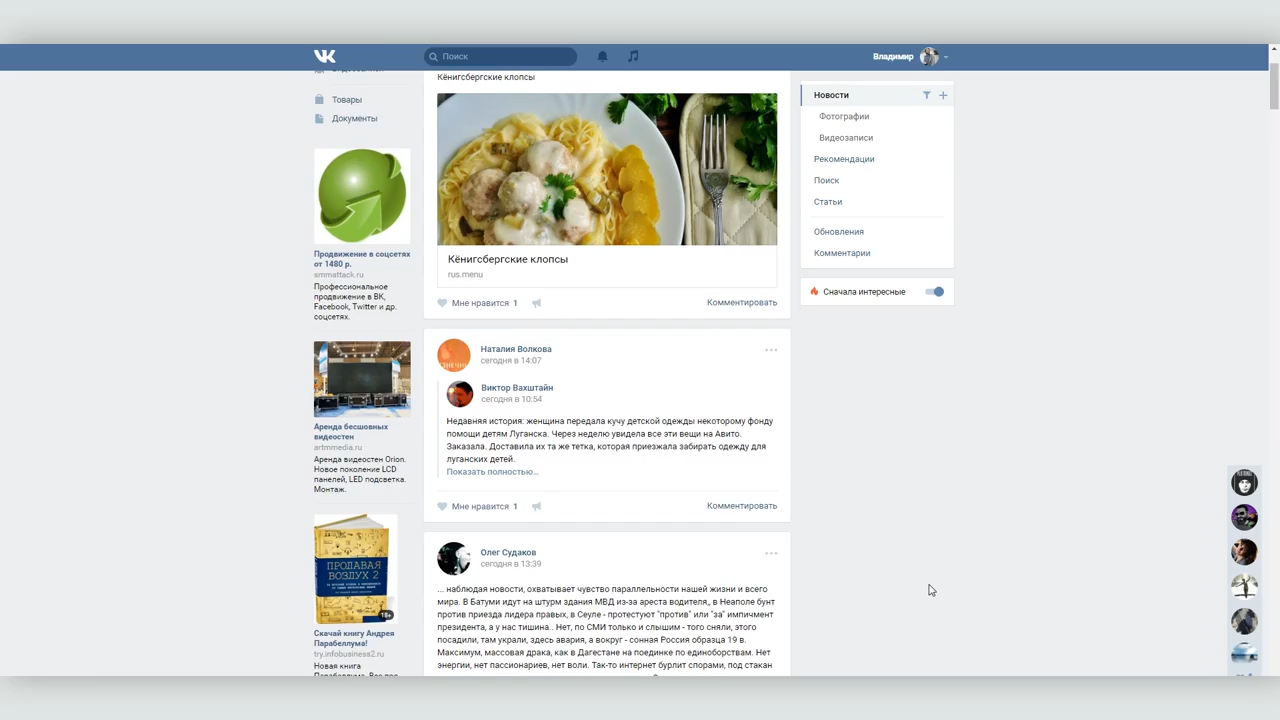 Поиск
Владимир
Товары
Документы
Продвижение в соцсетях
от 1480 р.
smmattack.ru
Профессиональное
продвижение в ВК,
Facebook, Twitter и др.
соцсетях.
Аренда бесшовных
видеостен
artmmedia.ru
Аренда видеостен Orion.
Новое поколение LCD
панелей, LED подсветка.
Монтаж.
ПРОДАВАЯ
ВОЗДУХ 2
18+
Скачай книгу Андрея
Парабеллума!
try.infobusiness2.ru
Новая книга
Кёнигсбергские клопсы
Кёнигсбергские клопсы
rus.menu
Мне нравится 1
Комментировать
Наталия Волкова
сегодня в 14:07
Виктор Вахштайн
сегодня в 10:54
Недавняя история: женщина передала кучу детской одежды некоторому фонду
помощи детям Луганска. Через неделю увидела все эти вещи на Авито.
Заказала. Доставила их та же тетка, которая приезжала забирать одежду для
луганских детей.
Показать полностью…
Мне нравится 1
Комментировать
Олег Судаков
сегодня в 13:39
... наблюдая новости, охватывает чувство параллельности нашей жизни и всего
мира. В Батуми идут на штурм здания МВД из-за ареста водителя,, в Неаполе бунт
против приезда лидера правых, в Сеуле - протестуют "против" или "за" импичмент
президента, а у нас тишина.. Нет, по СМИ только и слышим - того сняли, этого
посадили, там украли, здесь авария, а вокруг - сонная Россия образца 19 в.
Максимум, массовая драка, как в Дагестане на поединке по единоборствам. Нет
энергии, нет пассионариев, нет воли. Так-то интернет бурлит спорами, под стакан
Новости
Фотографии
Видеозаписи
Рекомендации
Поиск
Статьи
Обновления
Комментарии
Сначала интересные